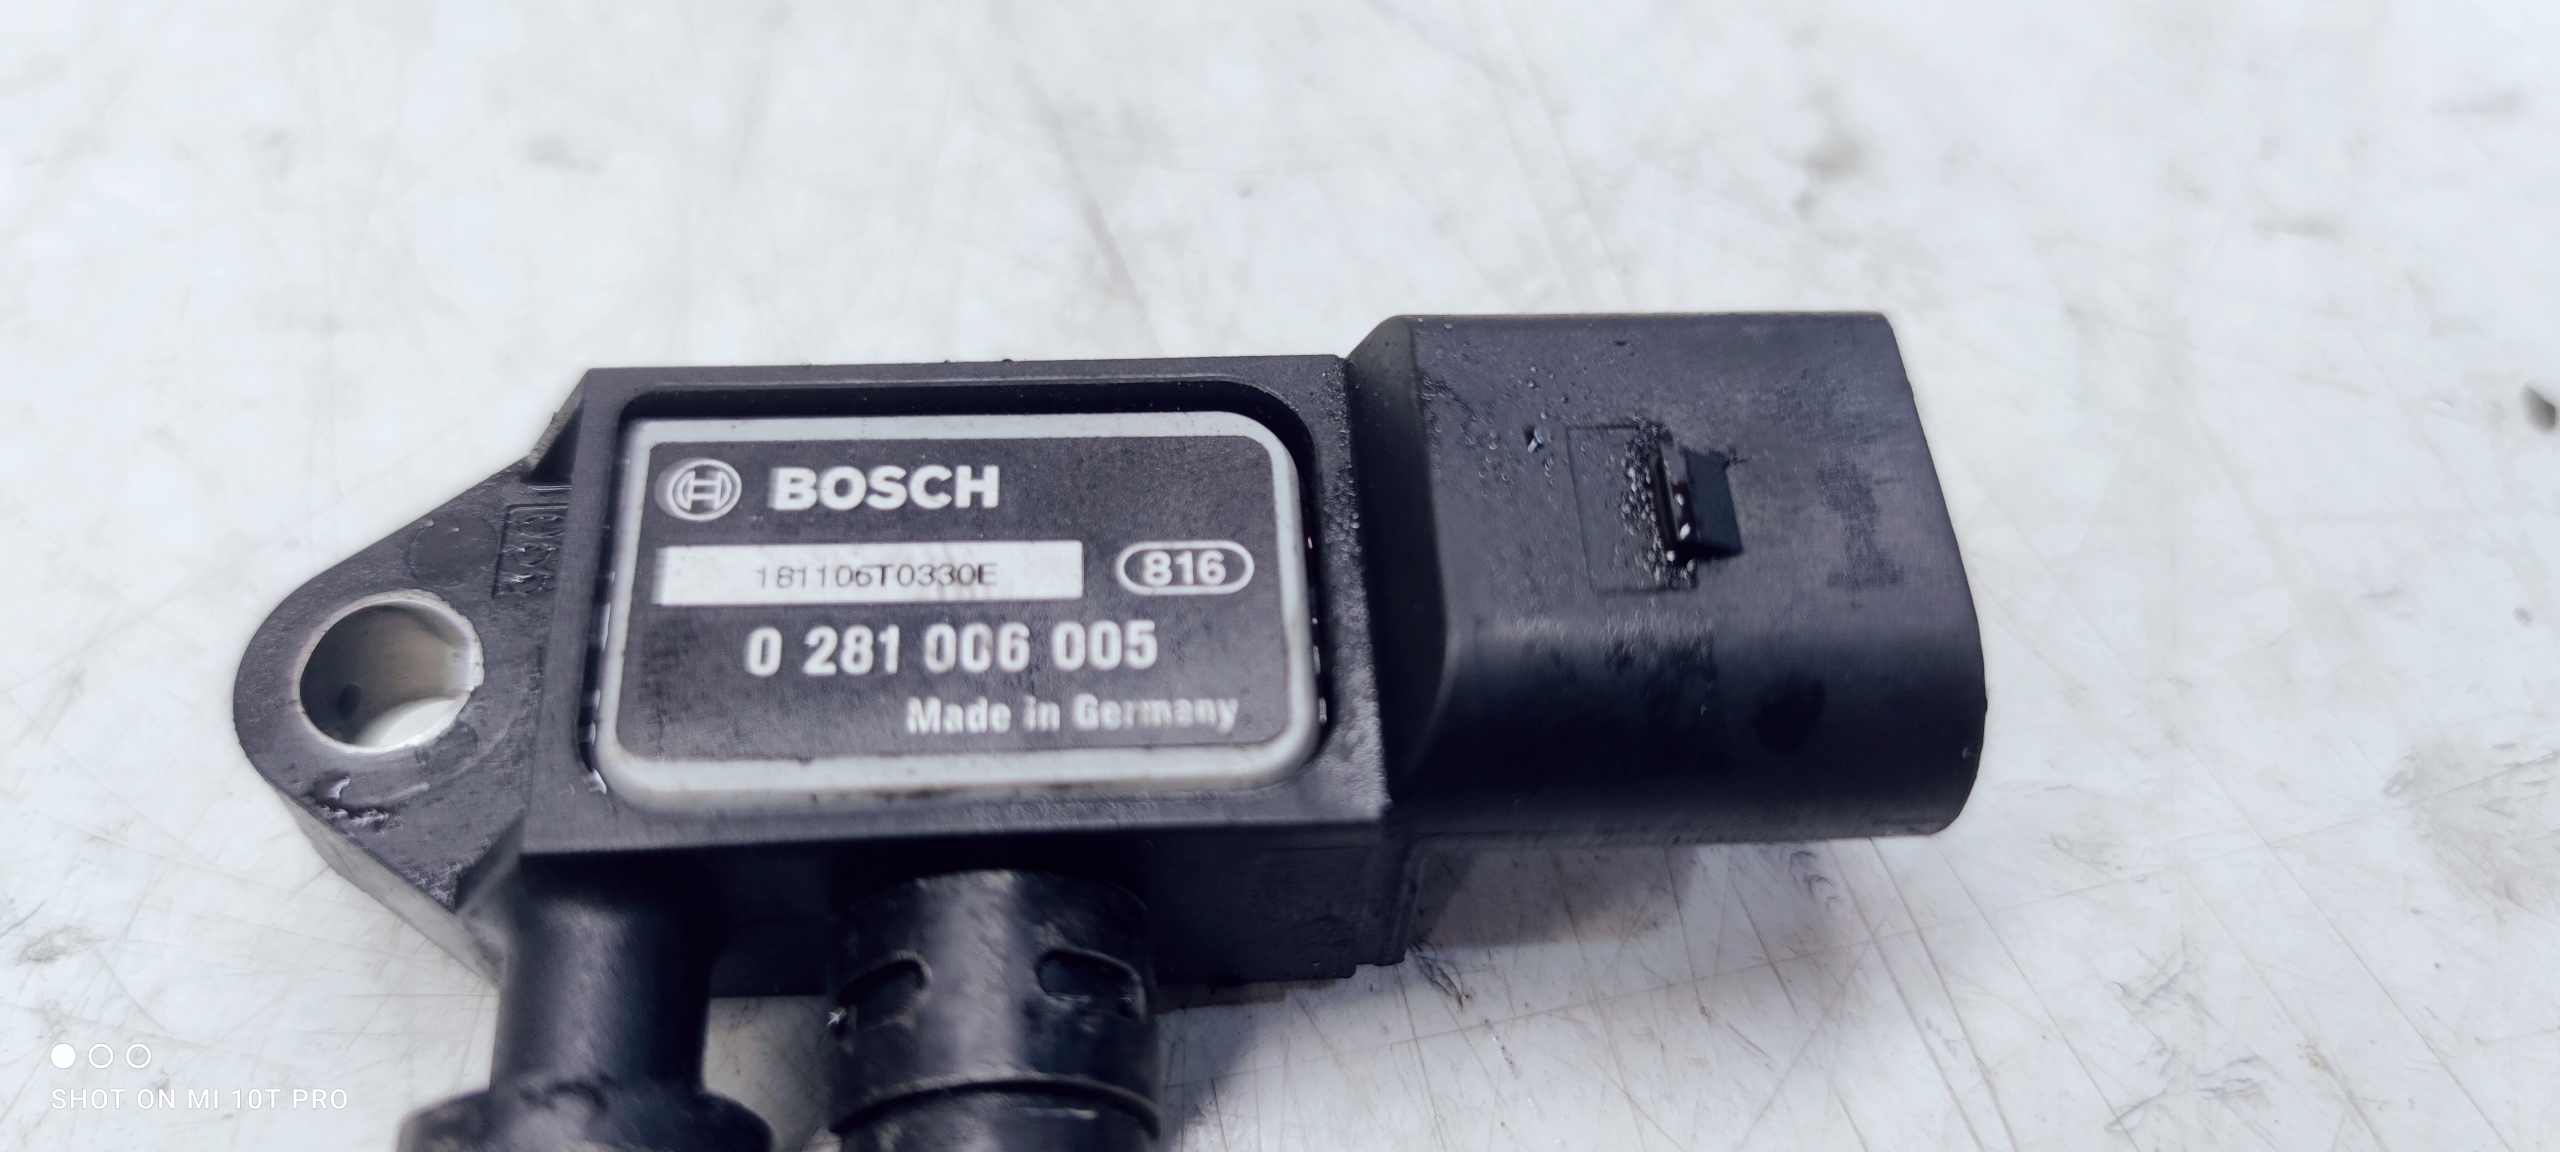 BOSCH
181106T0330E
816
0 281 006 005
Made in Germany
SHOT ON MI 10T PRO